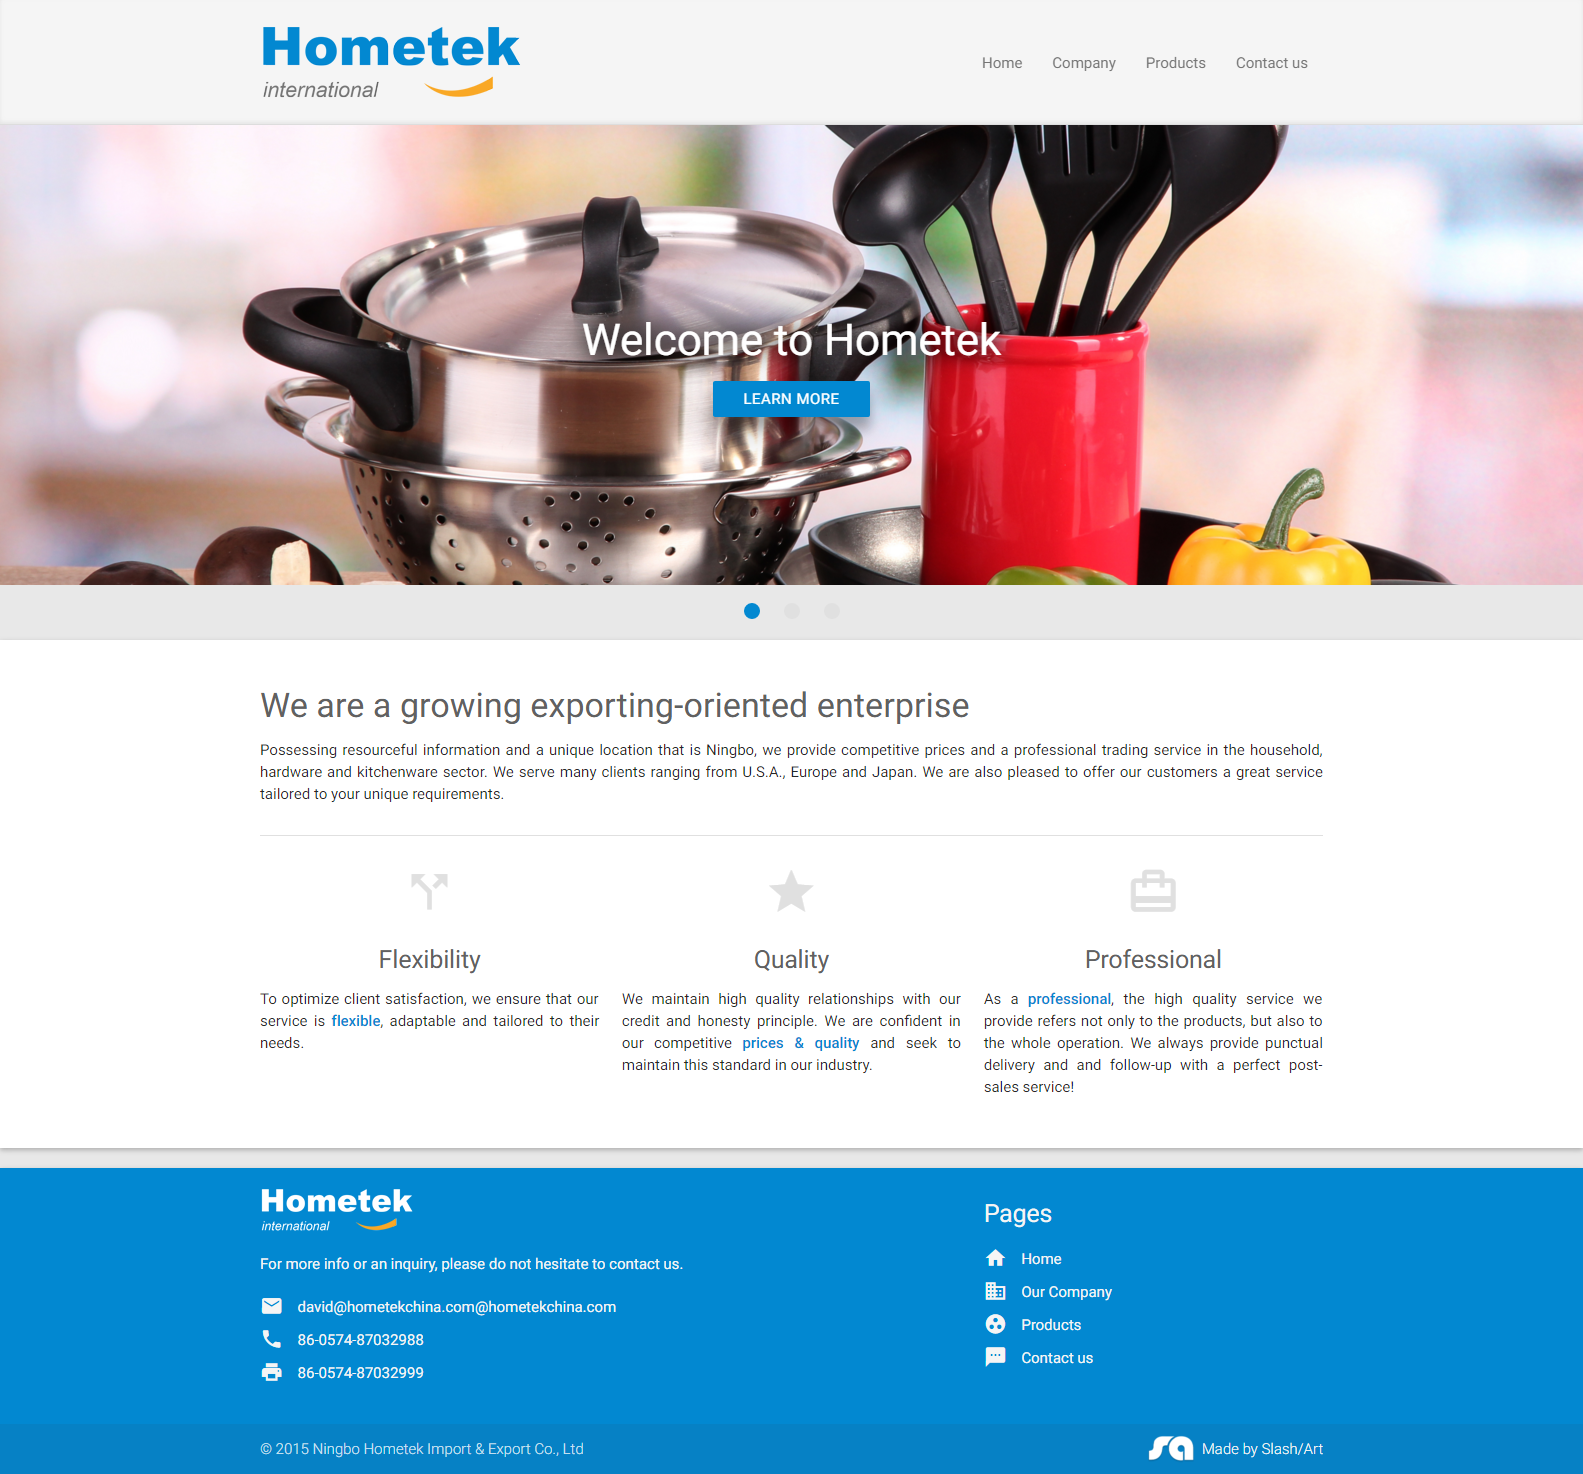 Hometek
international
Home Company Products Contact us
Welcome to Hometek
LEARN MORE
We are a growing exporting-oriented enterprise
Possessing resourceful information and a unique location that is Ningbo, we provide competitive prices and a professional trading service in the household,
hardware and kitchenware sector. We serve many clients ranging from U.S.A., Europe and Japan. We are also pleased to offer our customers a great service
tailored to your unique requirements.
Flexibility
To optimize client satisfaction, we ensure that our
service is flexible, adaptable and tailored to their
needs.
Quality
We maintain high quality relationships with our
credit and honesty principle. We are confident in
our competitive prices & quality and seek to
maintain this standard in our industry.
Professional
As a professional, the high quality service we
provide refers not only to the products, but also to
the whole operation. We always provide punctual
delivery and and follow-up with a perfect post-
sales service!
Hometek
international
For more info or an inquiry, please do not hesitate to contact us.
david@hometekchina.com@hometekchina.com
86-0574-87032988
86-0574-87032999
Pages
Home
Our Company
Products
Contact us
© 2015 Ningbo Hometek Import & Export Co., Ltd
sa Made by Slash/Art